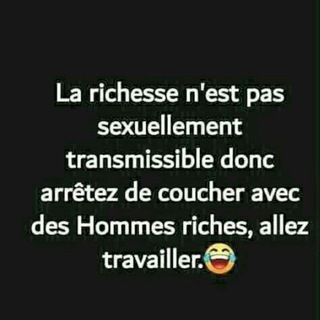 La richesse n'est pas
sexuellement
transmissible donc
arrêtez de coucher avec
des Hommes riches, allez
travailler.😂